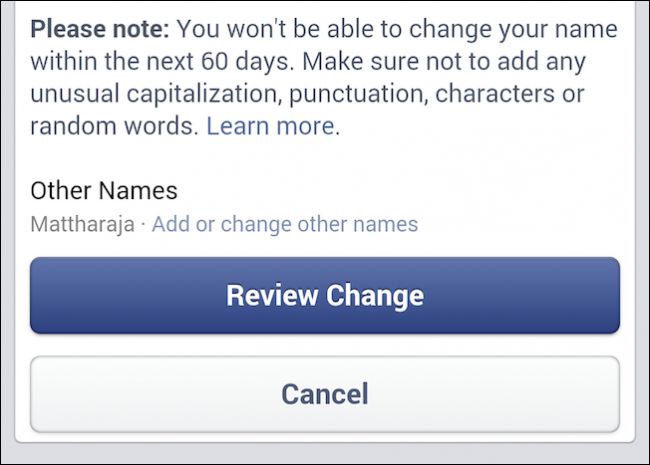 Please note: You won't be able to change your name
within the next 60 days. Make sure not to add any
unusual capitalization, punctuation, characters or
random words. Learn more.
Other Names
Mattharaja · Add or change other names
Review Change
Cancel